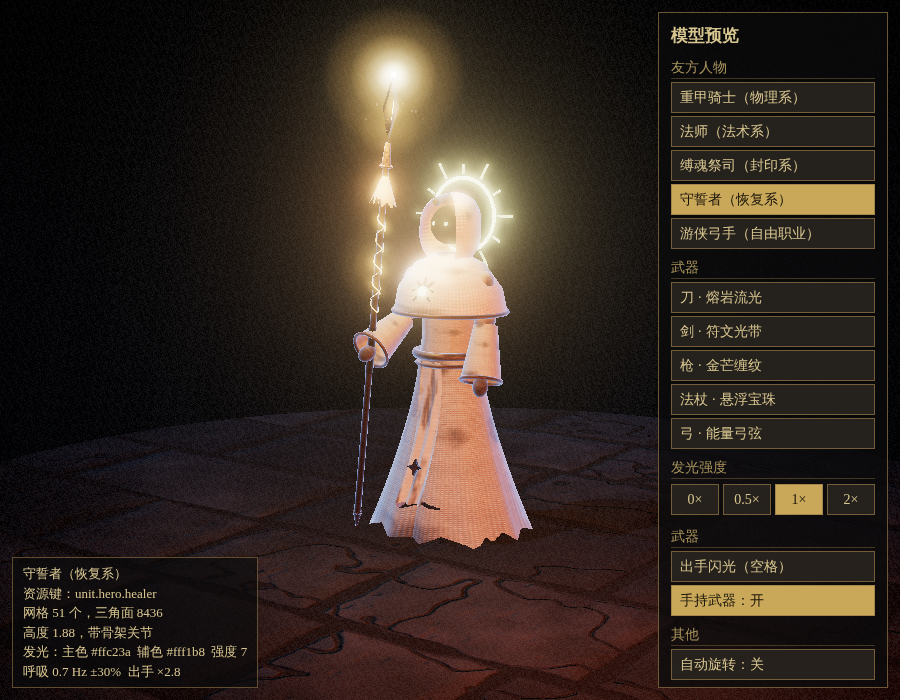 模型预览
友方人物
重甲骑士（物理系）
法师（法术系）
缚魂祭司（封印系）
守誓者（恢复系）
游侠弓手（自由职业）
武器
刀 · 熔岩流光
剑 · 符文光带
枪 · 金芒缠纹
法杖 · 悬浮宝珠
弓 · 能量弓弦
发光强度
0× 0.5× 1× 2×
武器
出手闪光（空格）
手持武器：开
其他
自动旋转：关
守誓者（恢复系）
资源键：unit.hero.healer
网格 51 个，三角面 8436
高度 1.88，带骨架关节
发光：主色 #ffc23a 辅色 #fff1b8 强度 7
呼吸 0.7 Hz ±30% 出手 ×2.8